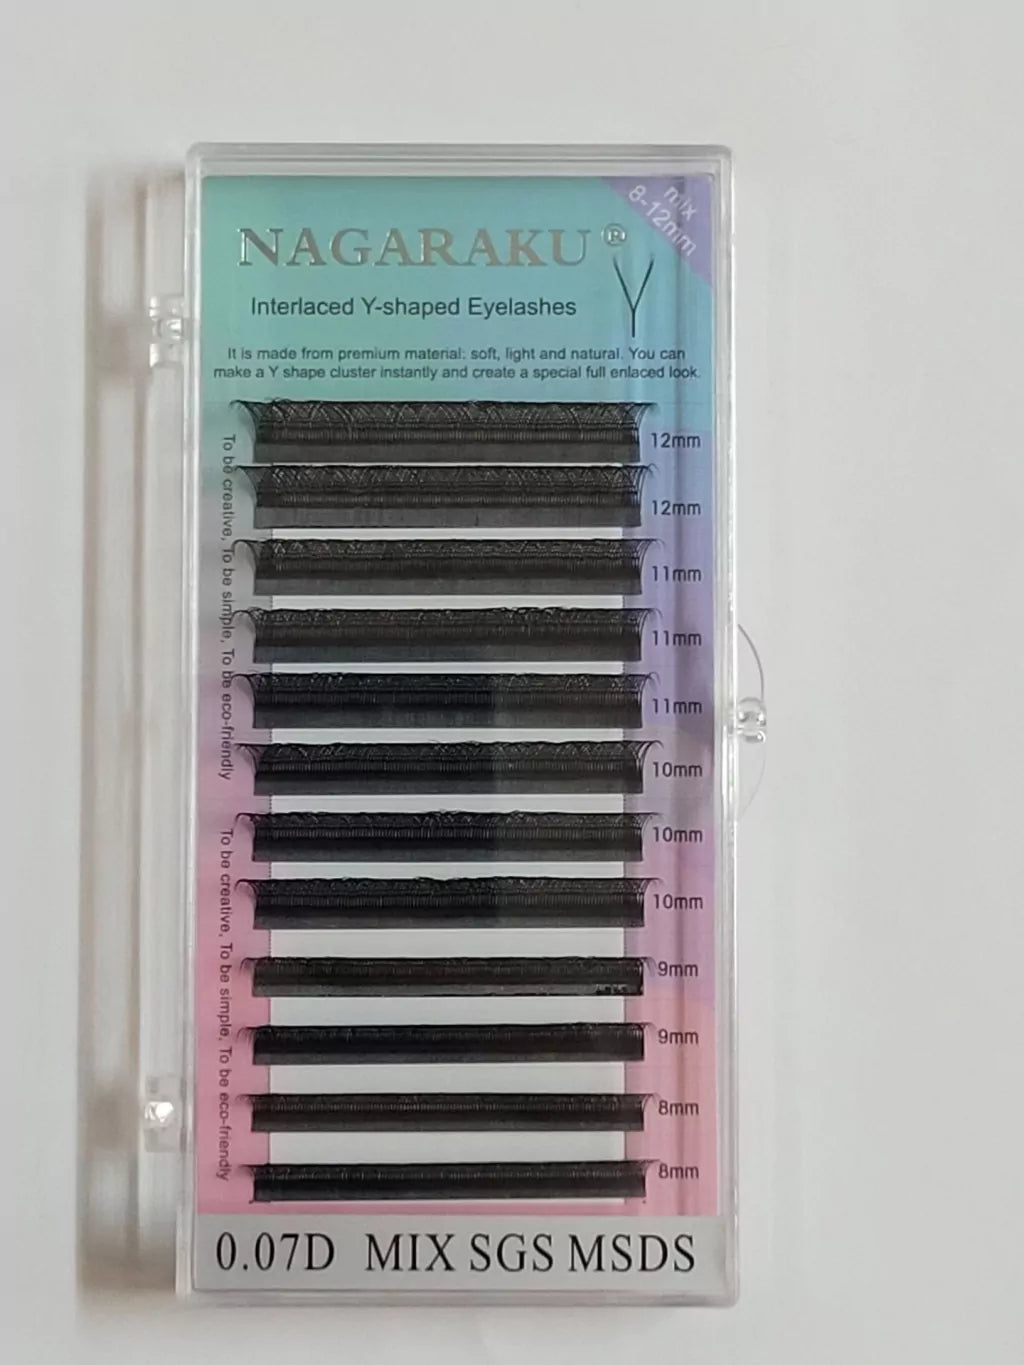 mix
8-12mm
NAGARAKU®
Interlaced Y-shaped Eyelashes
It is made from premium material: soft, light and natural. You can
make a Y shape cluster instantly and create a special full enlaced look.
12mm
12mm
11mm
11mm
11mm
10mm
10mm
10mm
9mm
9mm
8mm
8mm
To be creative, To be simple, To be eco-friendly
To be creative, To be simple, To be eco-friendly
0.07D MIX SGS MSDS